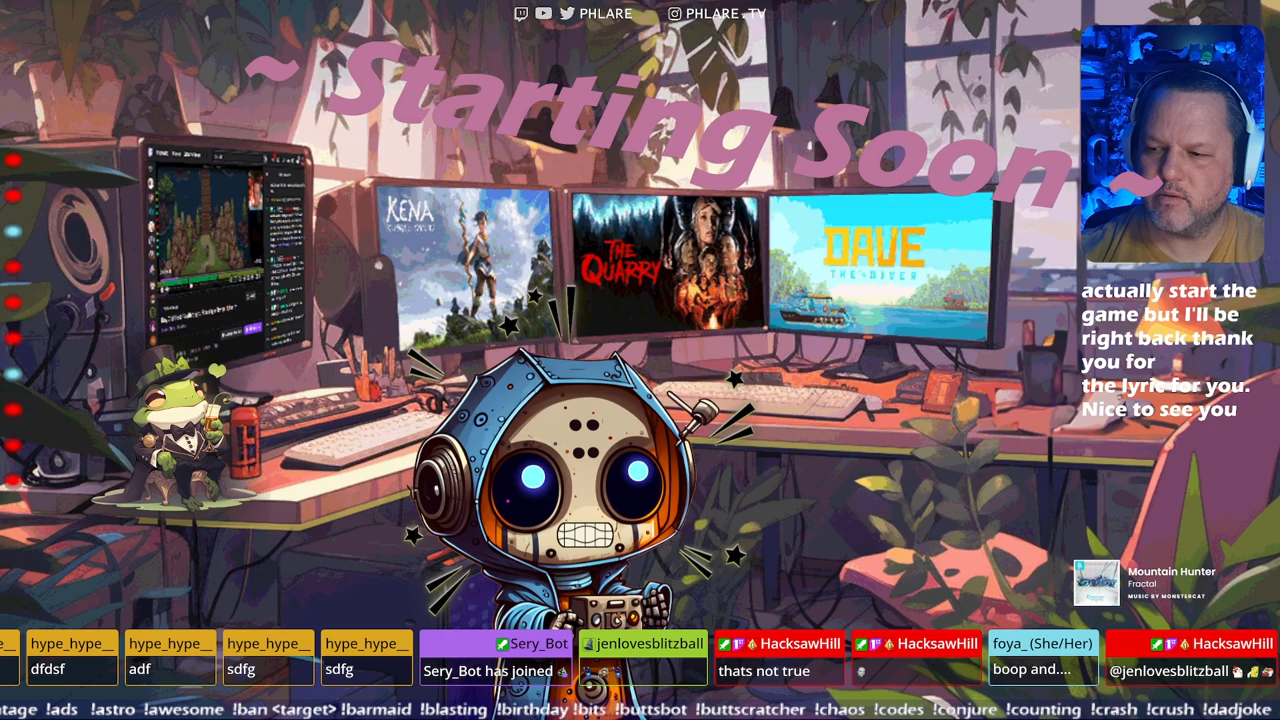 PHLARE PHLARE.TV
~ Starting Soon ~
KENA
THE QUARRY
DAVE
THE DIVER
actually start the
game but I'll be
right back thank
you for
the lyric for you.
Nice to see you
Mountain Hunter
Fractal
MUSIC BY MONSTERCAT
hype_hype__ hype_hype__ hype_hype__ hype_hype__ Sery_Bot jenlovesblitzball HacksawHill HacksawHill foya_ (She/Her) HacksawHill
dfdsf adf sdfg sdfg Sery_Bot has joined thats not true boop and.... @jenlovesblitzball
!ads !astro !awesome !ban <target> !barmaid !blasting !birthday !bits !buttsbot !buttscratcher !chaos !codes !conjure !counting !crash !crush !dadjoke